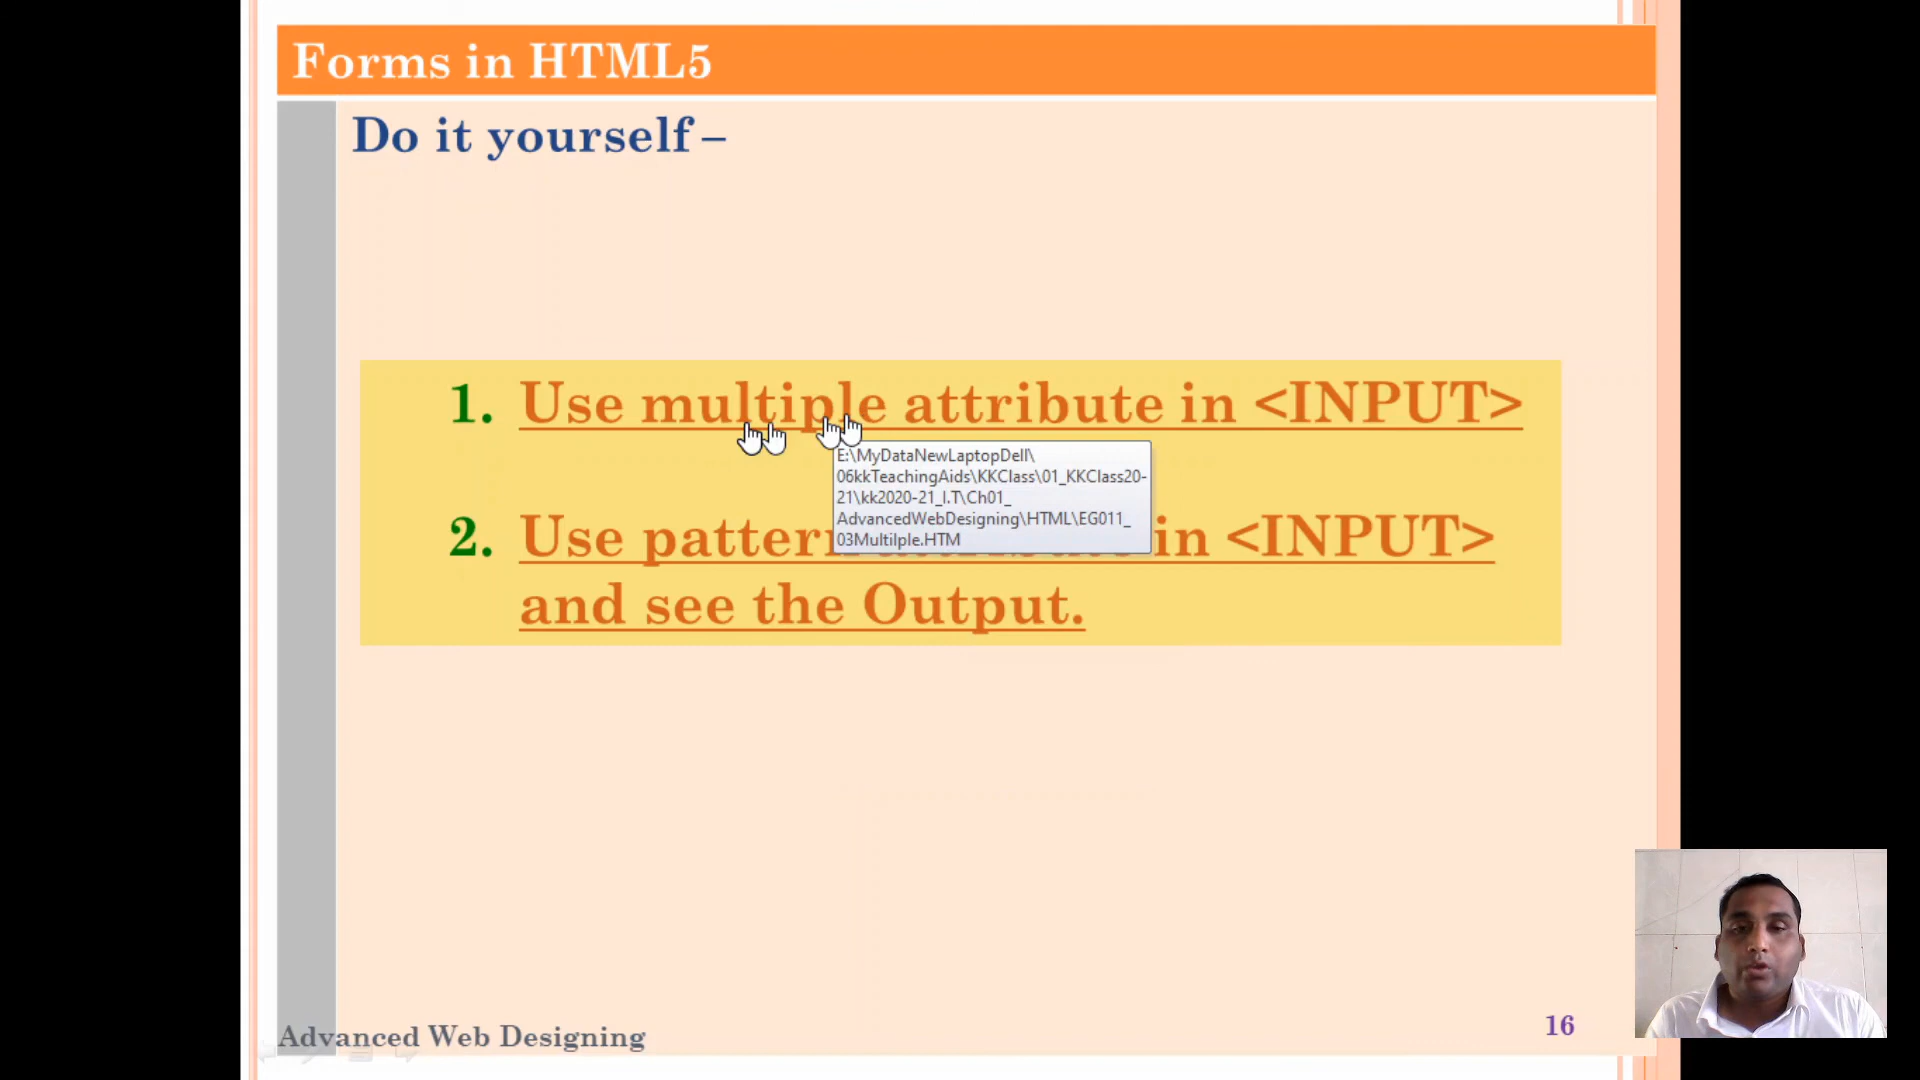 Forms in HTML5
Do it yourself –
1. Use multiple attribute in <INPUT>
E:\MyDataNewLaptopDell\
06kkTeachingAids\KKClass\01_KKClass20-
21\kk2020-21_I.T\Ch01_
AdvancedWebDesigning\HTML\EG011_
03Multilple.HTM
2. Use pattern attribute in <INPUT>
and see the Output.
Advanced Web Designing
16